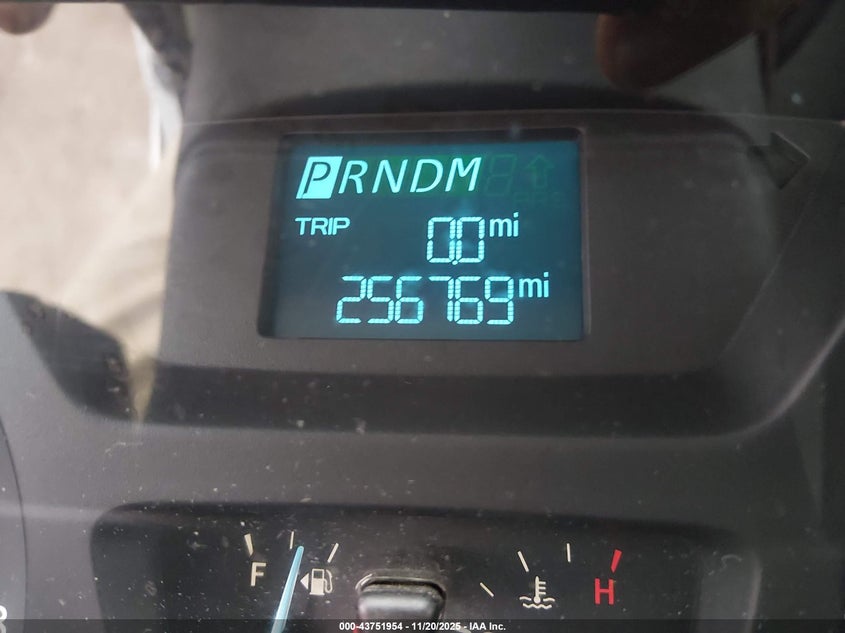 PRNDM
TRIP 0.0 mi
256769 mi
F H
000-43751954 - 11/20/2025 - IAA Inc.